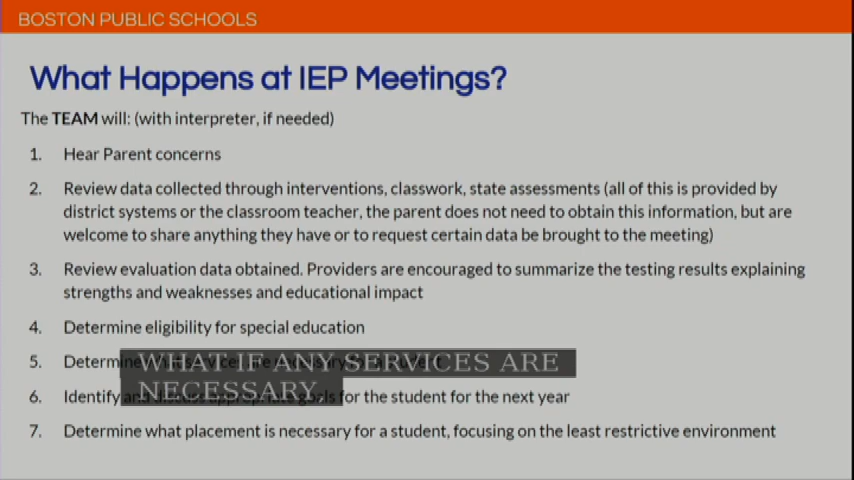 BOSTON PUBLIC SCHOOLS
What Happens at IEP Meetings?
The TEAM will: (with interpreter, if needed)
1. Hear Parent concerns
2. Review data collected through interventions, classwork, state assessments (all of this is provided by
district systems or the classroom teacher, the parent does not need to obtain this information, but are
welcome to share anything they have or to request certain data be brought to the meeting)
3. Review evaluation data obtained. Providers are encouraged to summarize the testing results explaining
strengths and weaknesses and educational impact
4. Determine eligibility for special education
5. Determine
WHAT IF ANY SERVICES ARE
NECESSARY,
6. Identify and discuss appropriate goals for the student for the next year
7. Determine what placement is necessary for a student, focusing on the least restrictive environment